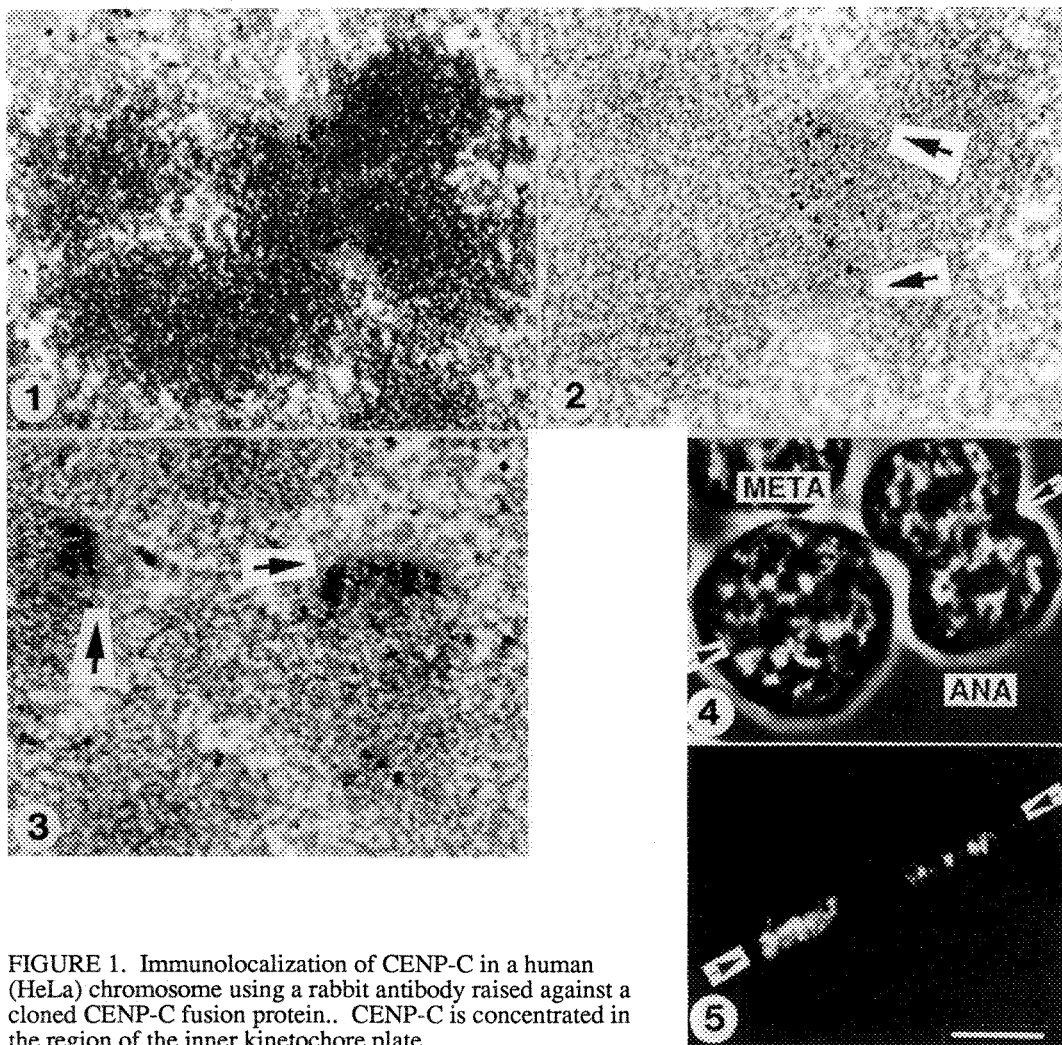 1
2
3
META
ANA
4
5
FIGURE 1. Immunolocalization of CENP-C in a human
(HeLa) chromosome using a rabbit antibody raised against a
cloned CENP-C fusion protein.. CENP-C is concentrated in
the region of the inner kinetochore plate